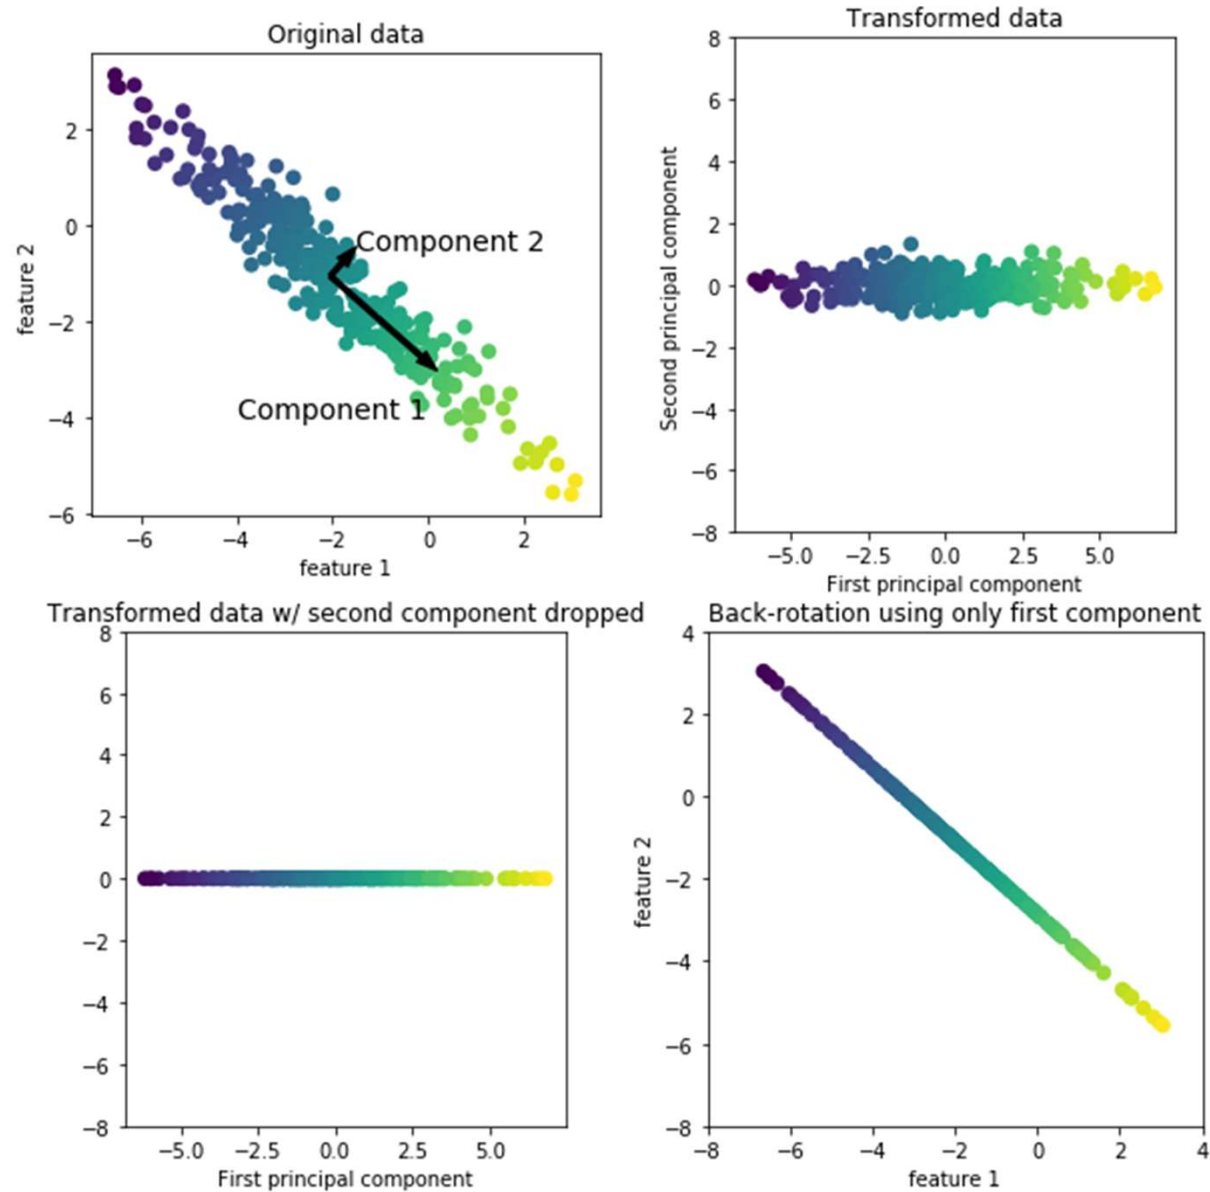 Original data
2
0
−2
−4
−6
feature 2
Component 2
Component 1
−6 −4 −2 0 2
feature 1
Transformed data
8
6
4
2
0
−2
−4
−6
−8
Second principal component
−5.0 −2.5 0.0 2.5 5.0
First principal component
Transformed data w/ second component dropped
8
6
4
2
0
−2
−4
−6
−8
−5.0 −2.5 0.0 2.5 5.0
First principal component
Back-rotation using only first component
4
2
0
−2
−4
−6
−8
feature 2
−8 −6 −4 −2 0 2 4
feature 1